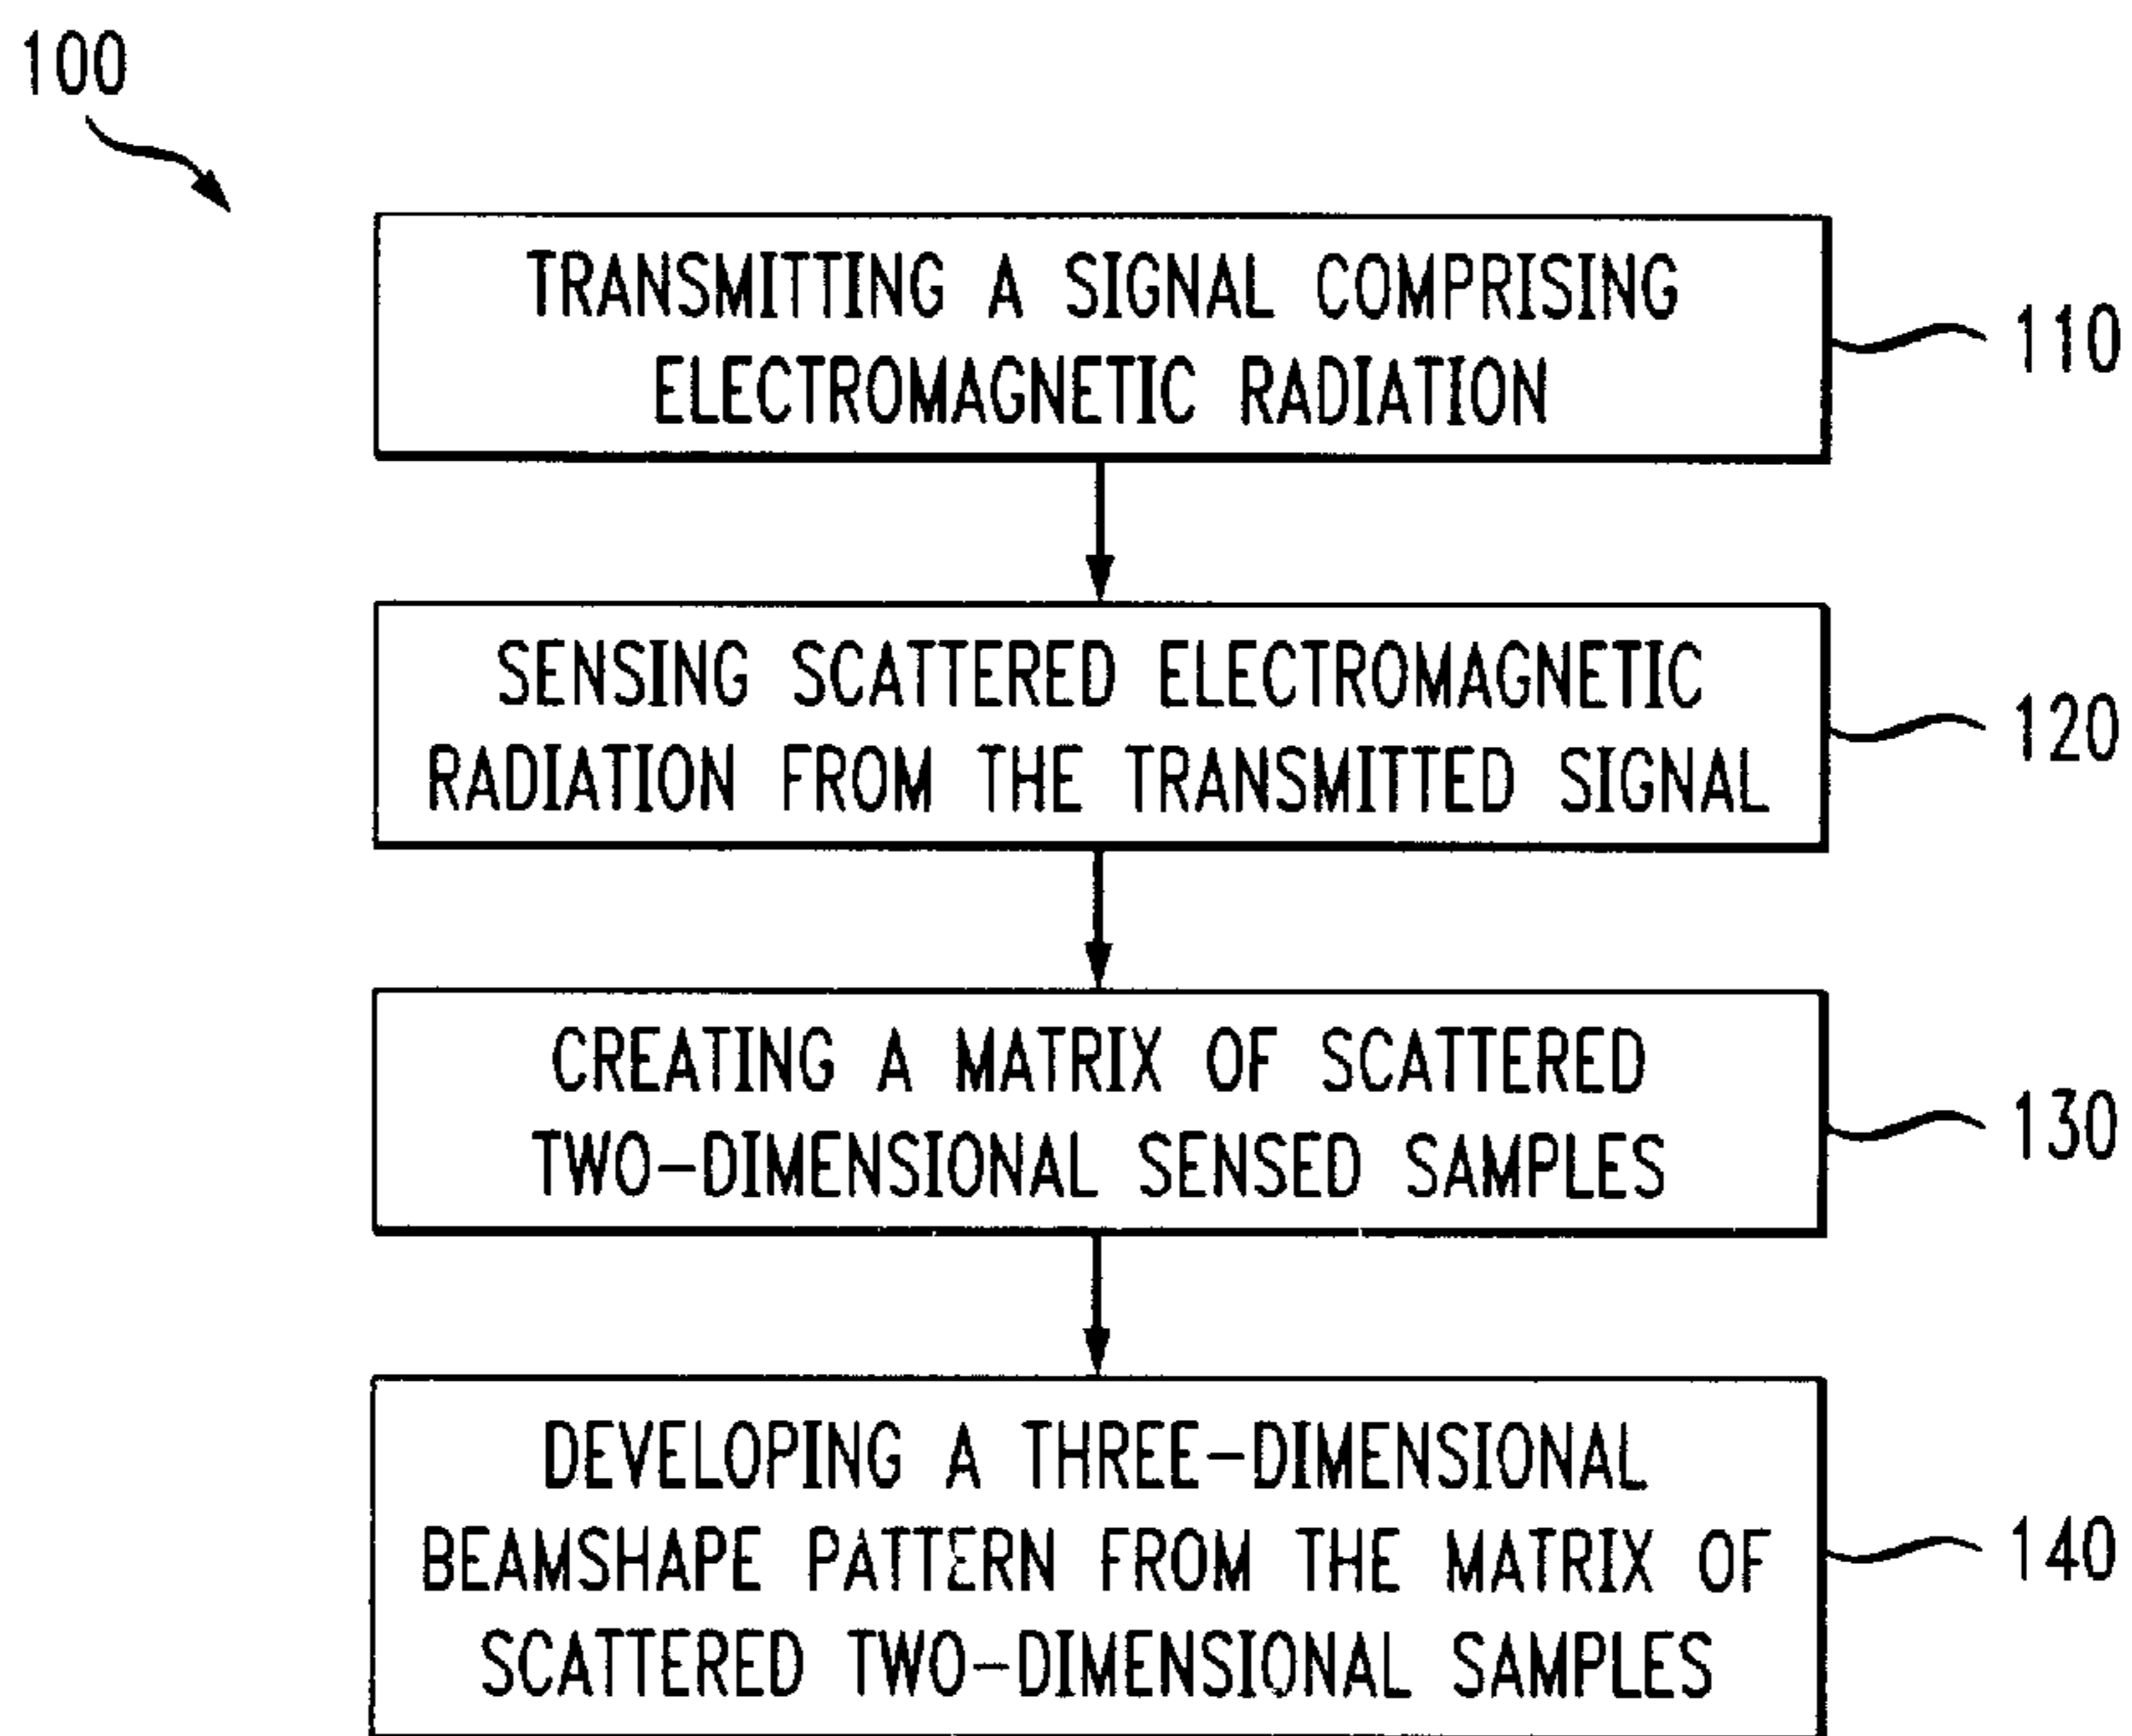 100
TRANSMITTING A SIGNAL COMPRISING
ELECTROMAGNETIC RADIATION
110
SENSING SCATTERED ELECTROMAGNETIC
RADIATION FROM THE TRANSMITTED SIGNAL
120
CREATING A MATRIX OF SCATTERED
TWO-DIMENSIONAL SENSED SAMPLES
130
DEVELOPING A THREE-DIMENSIONAL
BEAMSHAPE PATTERN FROM THE MATRIX OF
SCATTERED TWO-DIMENSIONAL SAMPLES
140